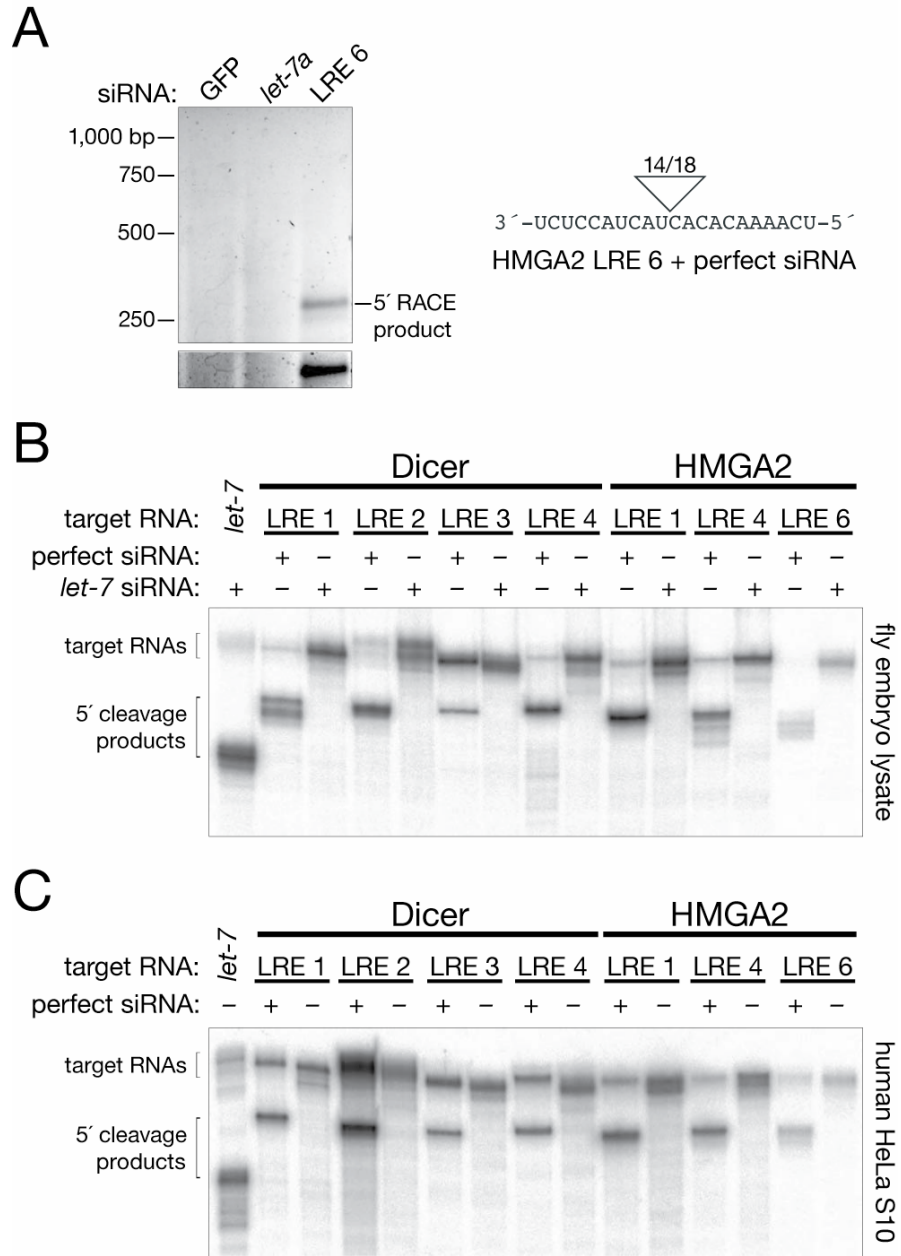 A
siRNA: GFP let-7a LRE 6
1,000 bp
750
500
250
5´ RACE
product
14/18
3´-UCUCCAUCAUCACACAAAACU-5´
HMGA2 LRE 6 + perfect siRNA
B
Dicer HMGA2
target RNA: let-7 LRE 1 LRE 2 LRE 3 LRE 4 LRE 1 LRE 4 LRE 6
perfect siRNA: + − + − + − + − + − + − + −
let-7 siRNA: + − + − + − + − + − + − + − +
target RNAs
5´ cleavage
products
fly embryo lysate
C
Dicer HMGA2
target RNA: let-7 LRE 1 LRE 2 LRE 3 LRE 4 LRE 1 LRE 4 LRE 6
perfect siRNA: − + − + − + − + − + − + − + −
target RNAs
5´ cleavage
products
human HeLa S10